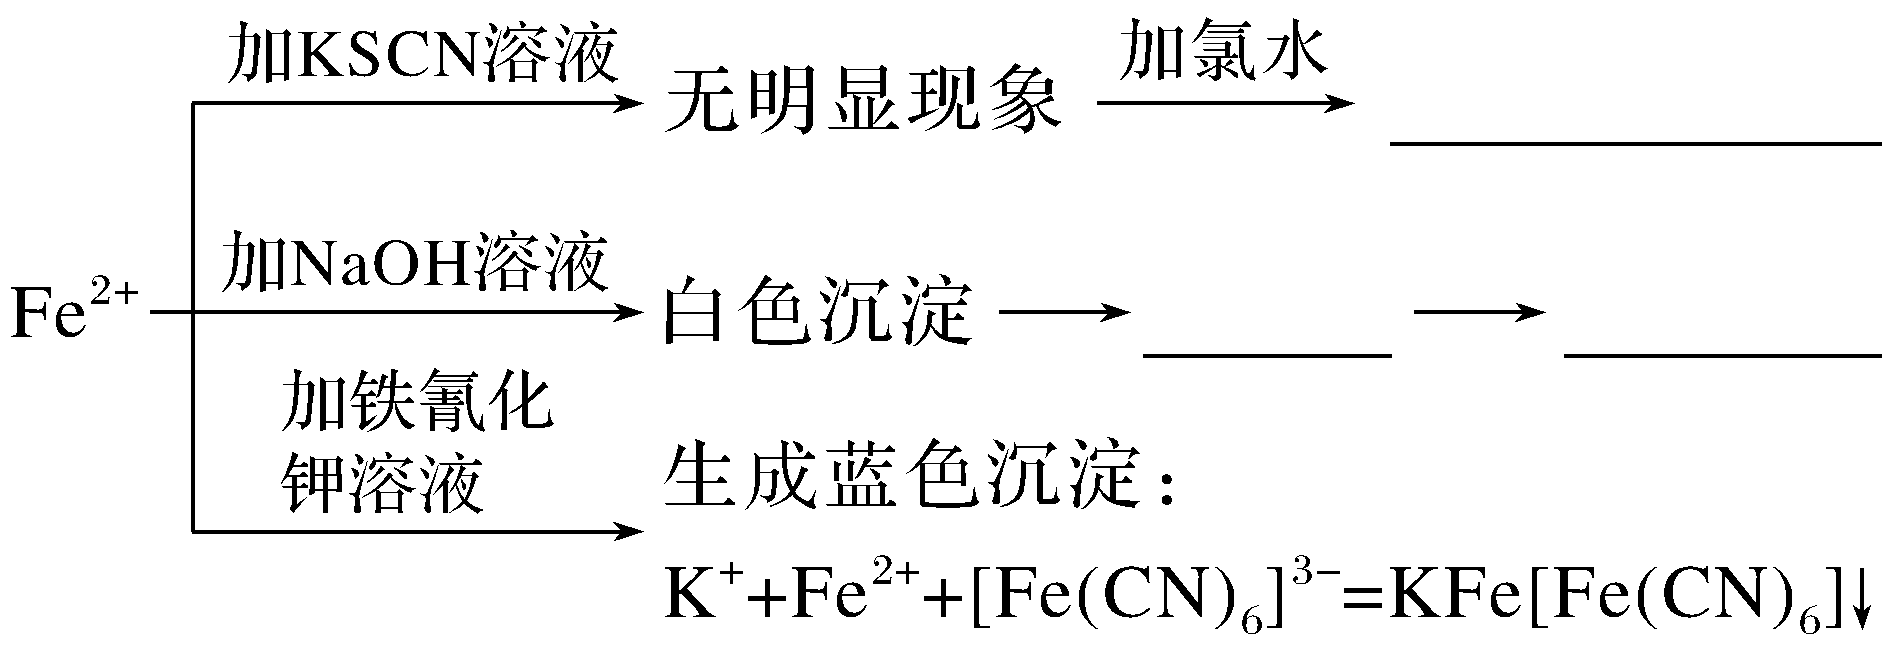 加KSCN溶液
无明显现象
加氯水
Fe²⁺
加NaOH溶液
白色沉淀
加铁氰化
钾溶液
生成蓝色沉淀：
K⁺+Fe²⁺+[Fe(CN)₆]³⁻=KFe[Fe(CN)₆]↓